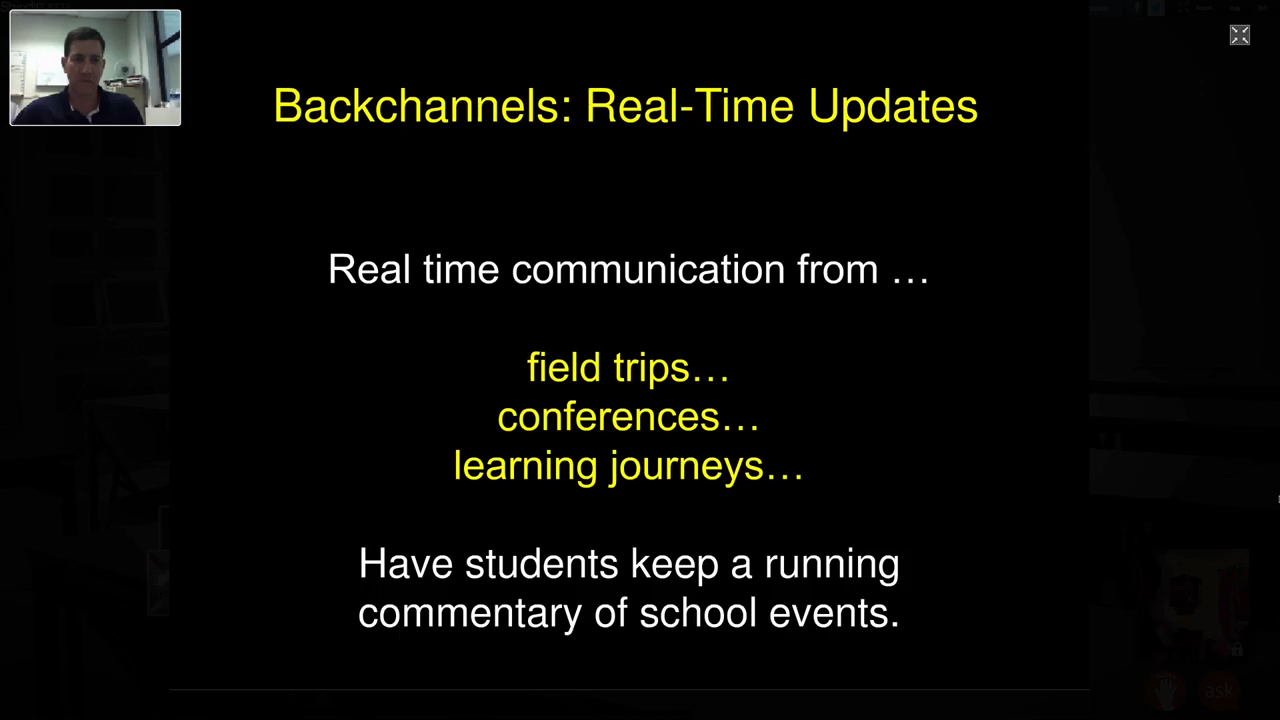 Backchannels: Real-Time Updates
Real time communication from …
field trips…
conferences…
learning journeys…
Have students keep a running
commentary of school events.
ask